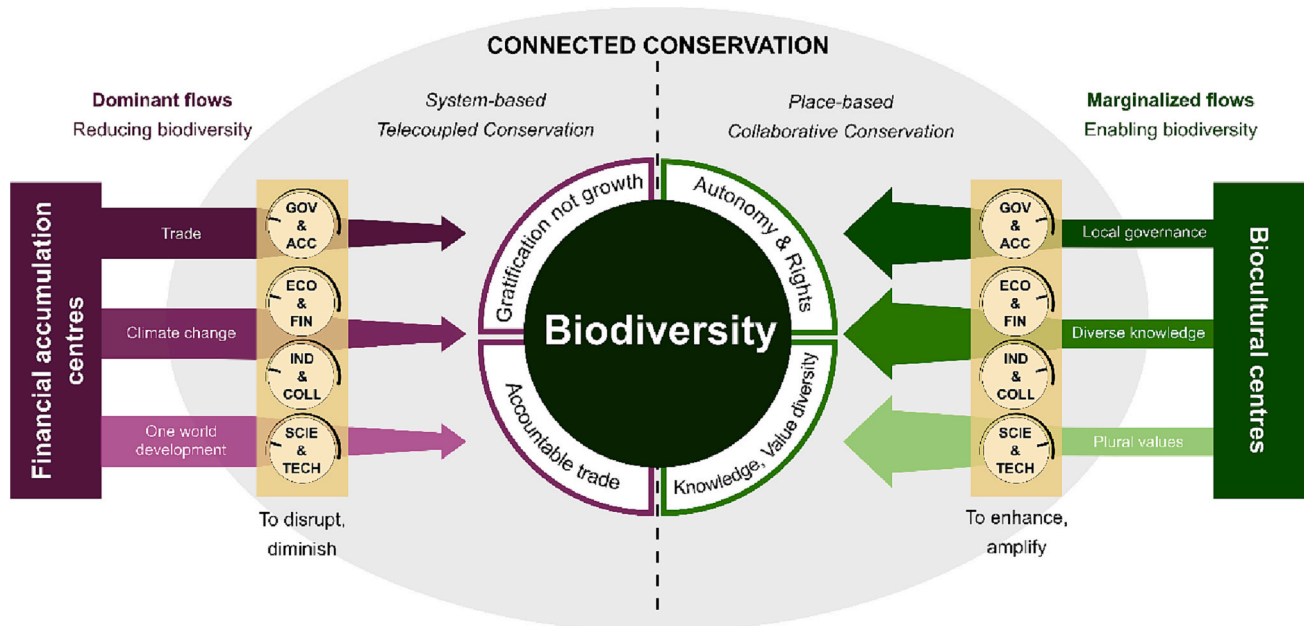 CONNECTED CONSERVATION
Dominant flows
Reducing biodiversity
System-based
Telecoupled Conservation
Place-based
Collaborative Conservation
Marginalized flows
Enabling biodiversity
Financial accumulation
centres
Trade
Climate change
One world
development
GOV
&
ACC
ECO
&
FIN
IND
&
COLL
SCIE
&
TECH
To disrupt,
diminish
Gratification not growth
Accountable trade
Biodiversity
Autonomy & Rights
Knowledge, Value diversity
GOV
&
ACC
ECO
&
FIN
IND
&
COLL
SCIE
&
TECH
To enhance,
amplify
Local governance
Diverse knowledge
Plural values
Biocultural centres